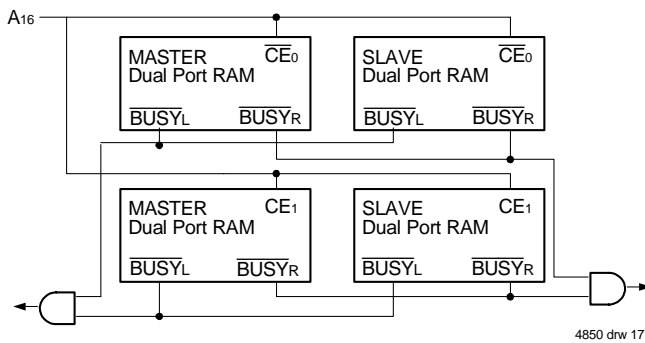 A16
MASTER
Dual Port RAM
CE0
BUSYL
BUSYR
SLAVE
Dual Port RAM
CE0
BUSYL
BUSYR
MASTER
Dual Port RAM
CE1
BUSYL
BUSYR
SLAVE
Dual Port RAM
CE1
BUSYL
BUSYR
4850 drw 17